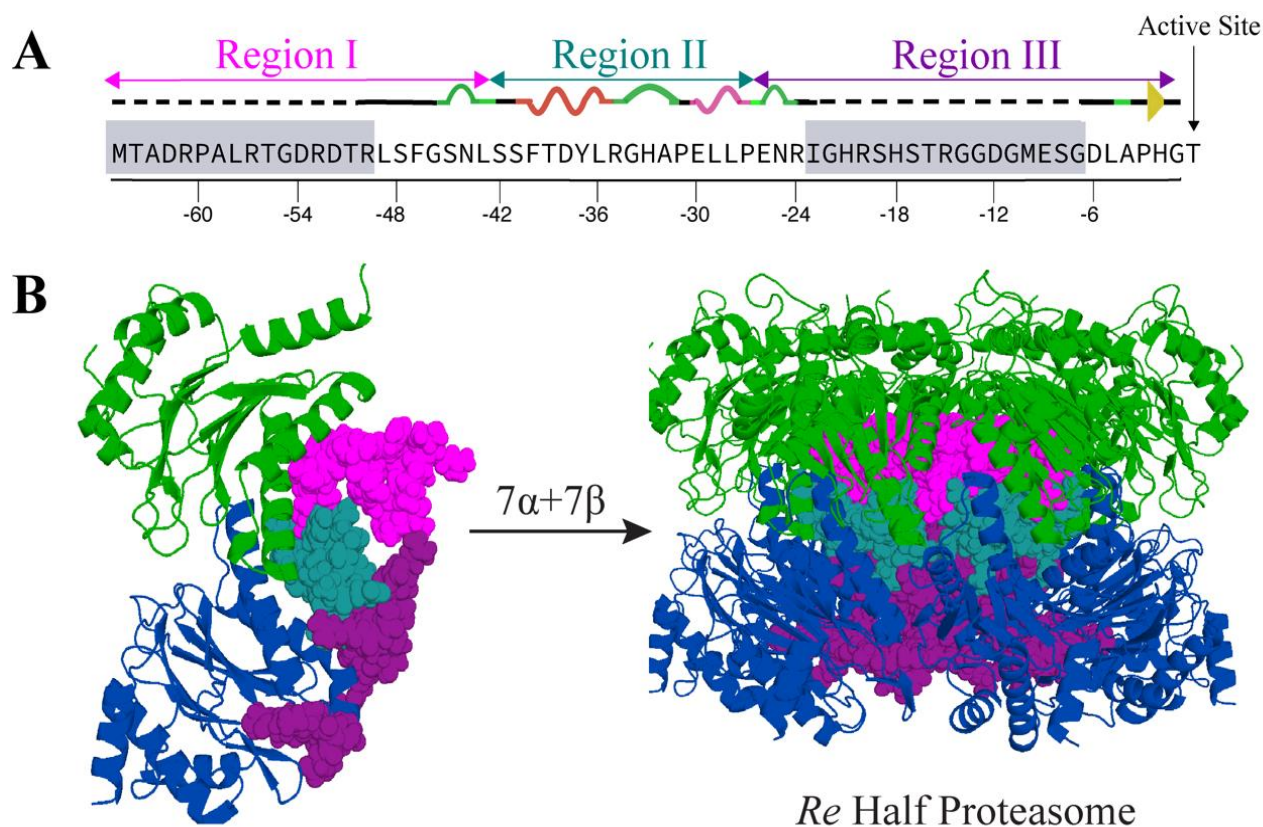 A
Active Site
Region I
Region II
Region III
MTADRPALRTGDRDTRLSFGSNLSSFTDYLRGHAPELLPENRIGHRSHSTRGGDGMESGDLAPHGT
-60 -54 -48 -42 -36 -30 -24 -18 -12 -6
B
7α+7β
Re Half Proteasome